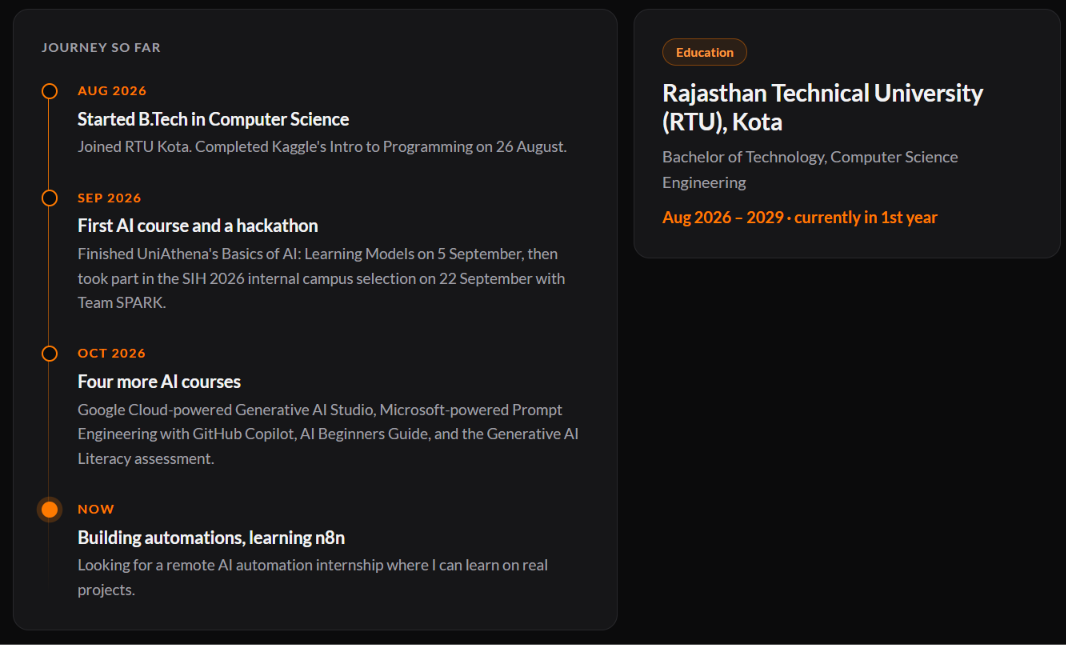 JOURNEY SO FAR
AUG 2026
Started B.Tech in Computer Science
Joined RTU Kota. Completed Kaggle's Intro to Programming on 26 August.
SEP 2026
First AI course and a hackathon
Finished UniAthena's Basics of AI: Learning Models on 5 September, then
took part in the SIH 2026 internal campus selection on 22 September with
Team SPARK.
OCT 2026
Four more AI courses
Google Cloud-powered Generative AI Studio, Microsoft-powered Prompt
Engineering with GitHub Copilot, AI Beginners Guide, and the Generative AI
Literacy assessment.
NOW
Building automations, learning n8n
Looking for a remote AI automation internship where I can learn on real
projects.
Education
Rajasthan Technical University
(RTU), Kota
Bachelor of Technology, Computer Science
Engineering
Aug 2026 – 2029 · currently in 1st year